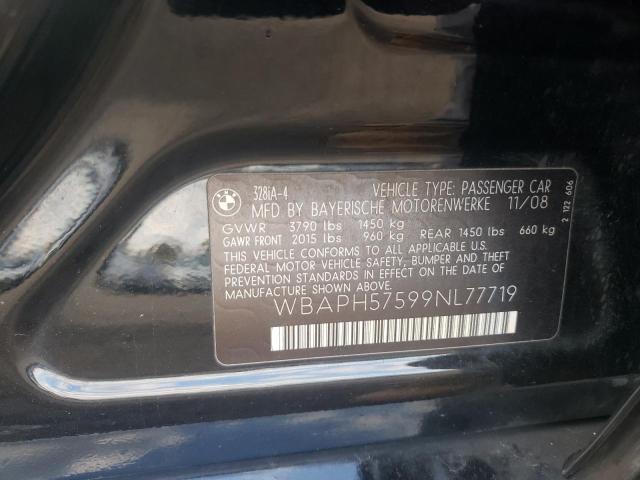 BMW
328iA-4 VEHICLE TYPE: PASSENGER CAR
MFD BY BAYERISCHE MOTORENWERKE 11/08
GVWR 3790 lbs 1450 kg
GAWR FRONT 2015 lbs 960 kg REAR 1450 lbs 660 kg
THIS VEHICLE CONFORMS TO ALL APPLICABLE U.S.
FEDERAL MOTOR VEHICLE SAFETY, BUMPER AND THEFT
PREVENTION STANDARDS IN EFFECT ON THE DATE OF
MANUFACTURE SHOWN ABOVE.
WBAPH57599NL77719
2 122 606